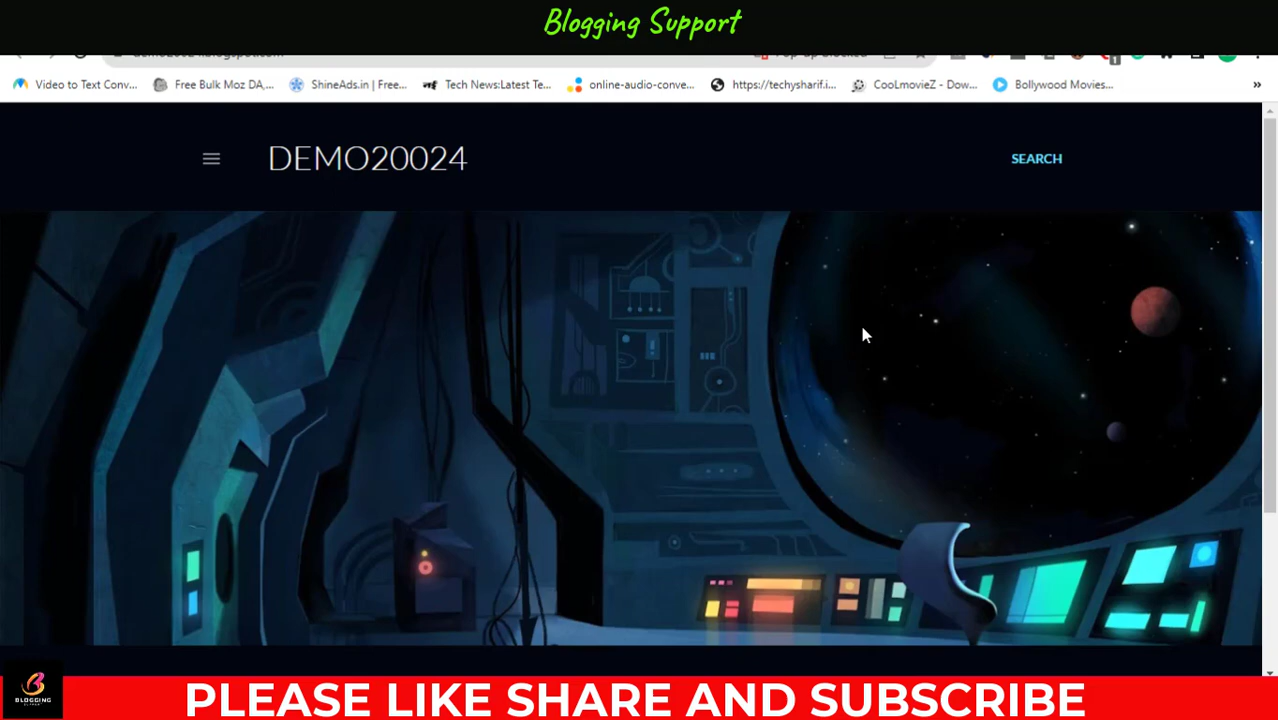 Blogging Support
Video to Text Conv...
Free Bulk Moz DA,...
ShineAds.in | Free...
Tech News:Latest Te...
online-audio-conve...
https://techysharif.i...
CooLmovieZ - Dow...
Bollywood Movies...
»
DEMO20024
SEARCH
BLOGGING
PLEASE LIKE SHARE AND SUBSCRIBE